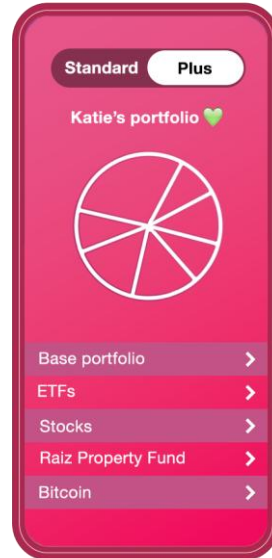 Standard Plus
Katie’s portfolio 💚
Base portfolio
ETFs
Stocks
Raiz Property Fund
Bitcoin